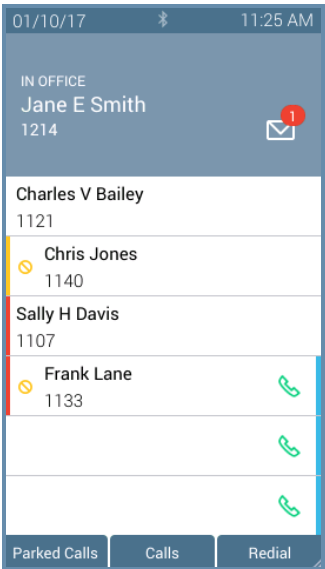 01/10/17 11:25 AM
IN OFFICE
Jane E Smith
1214
1
Charles V Bailey
1121
Chris Jones
1140
Sally H Davis
1107
Frank Lane
1133
Parked Calls Calls Redial